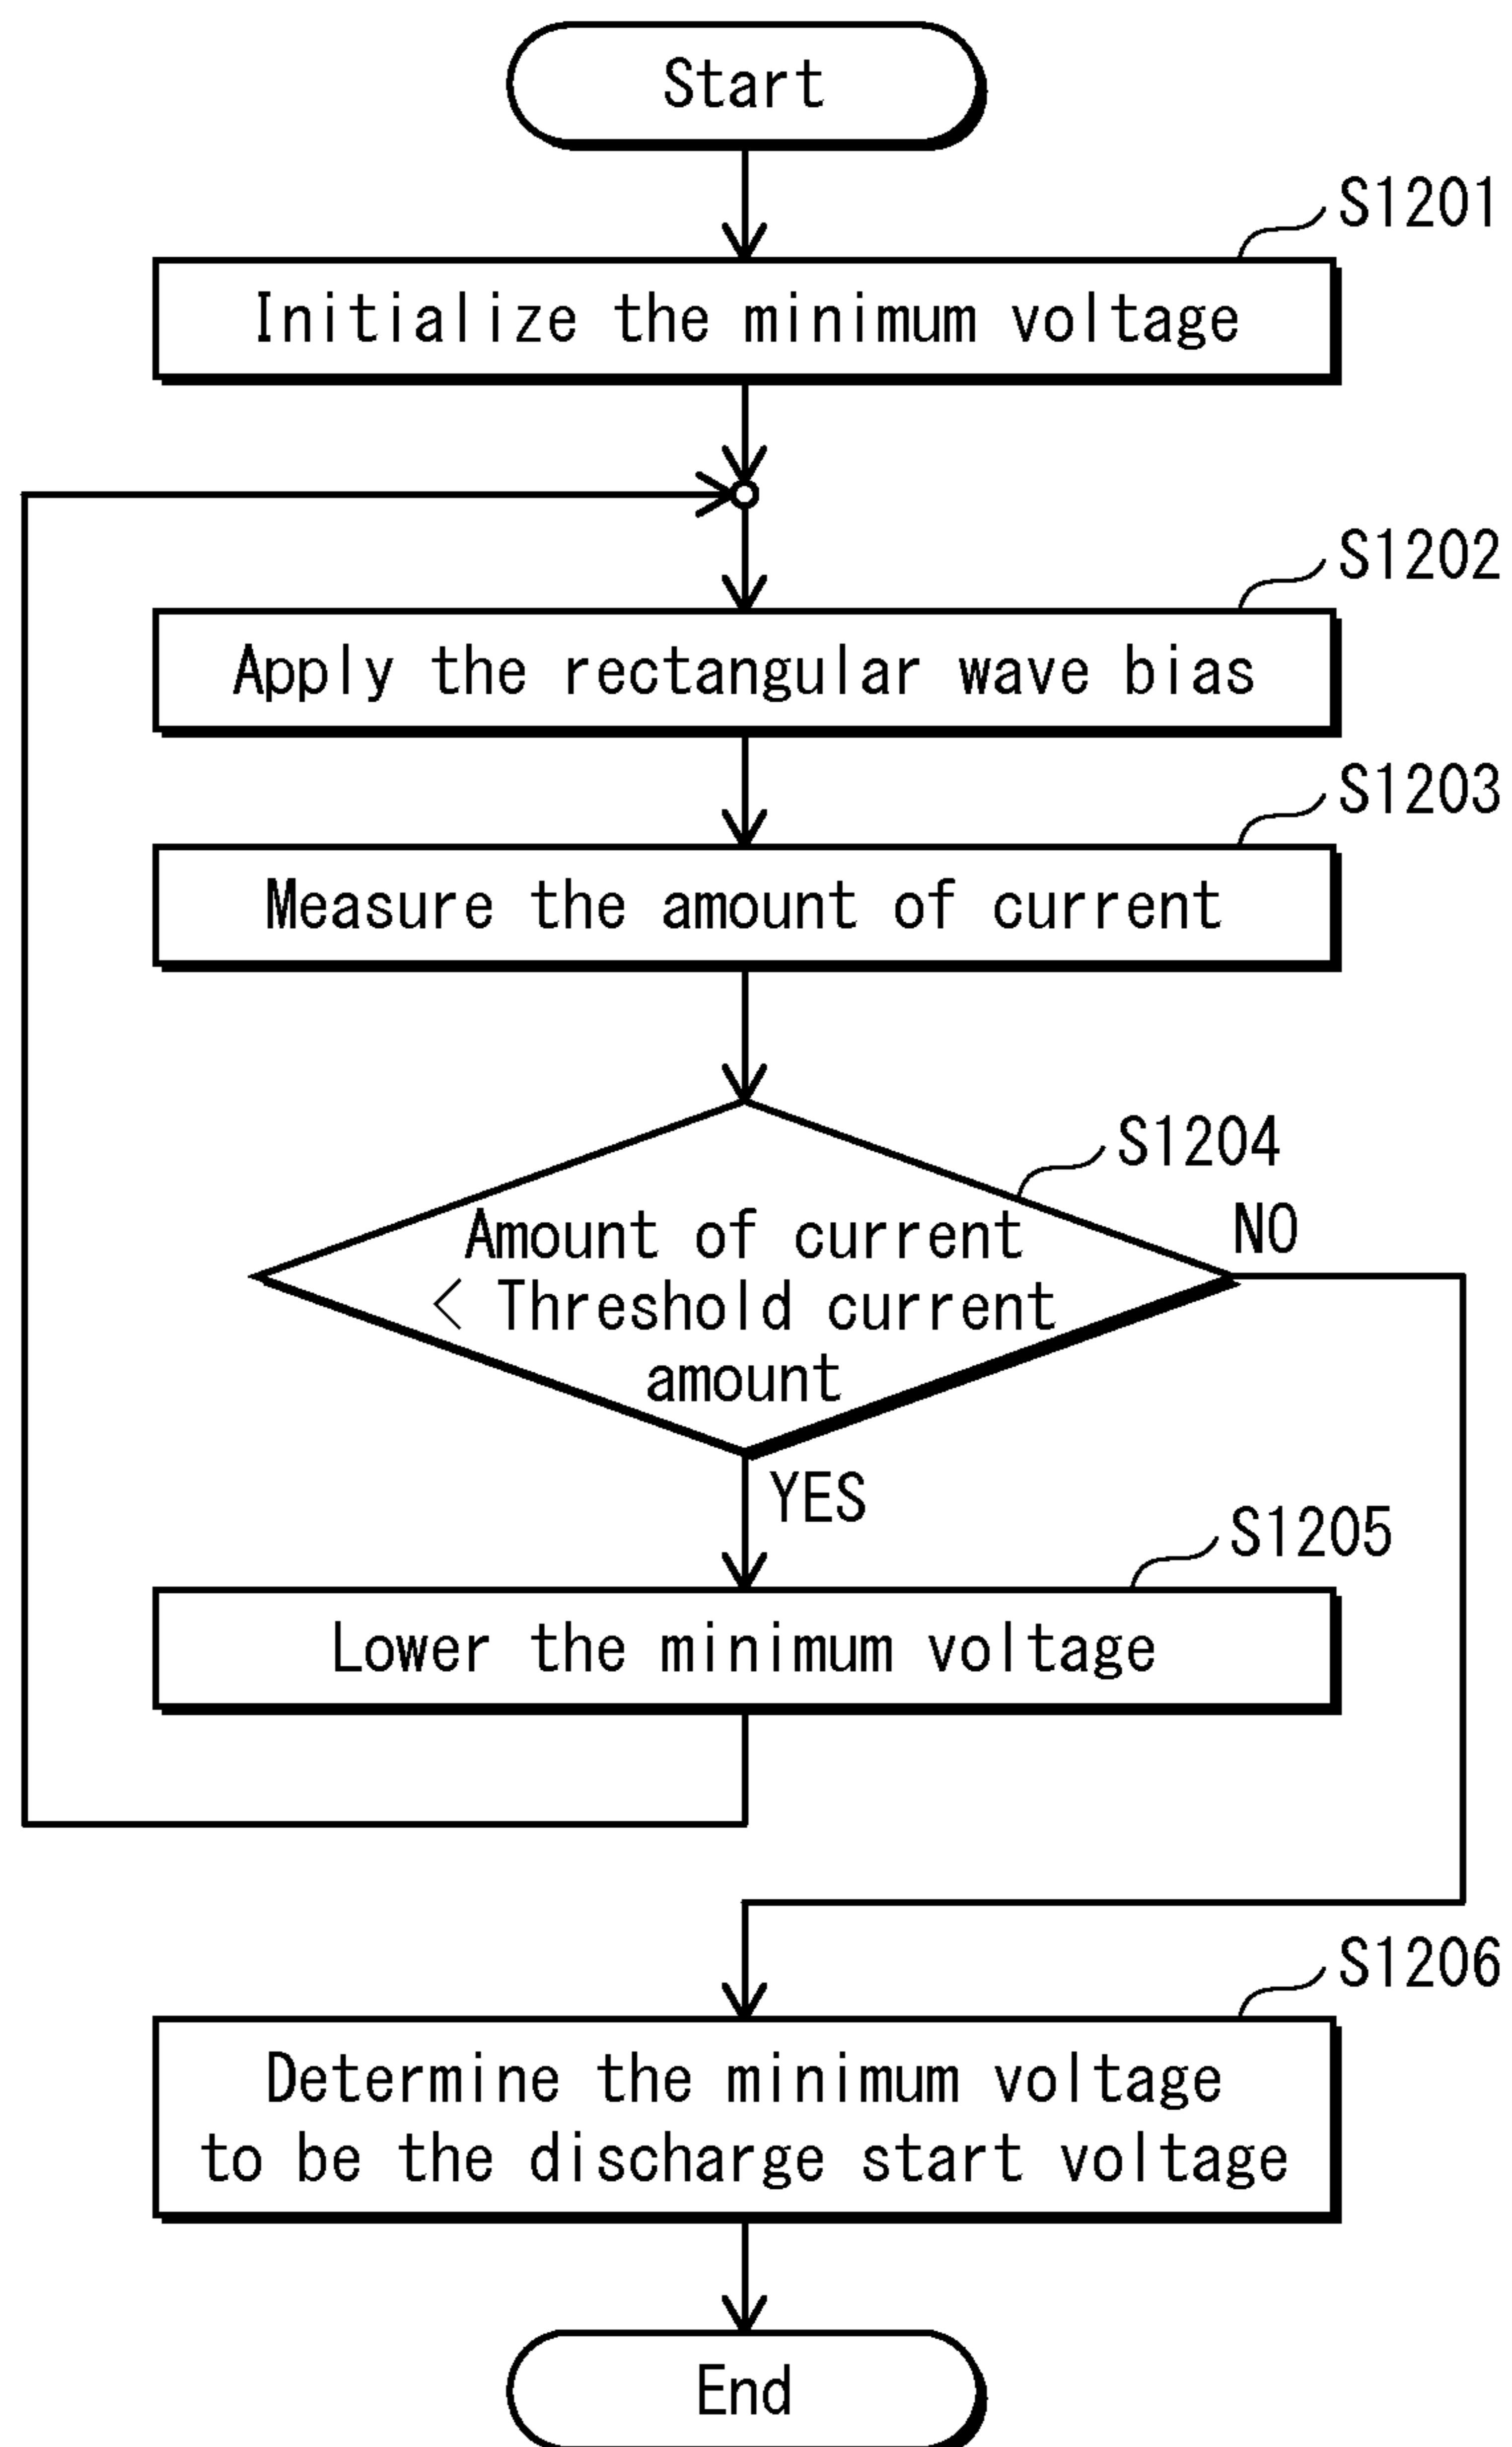 Start
S1201
Initialize the minimum voltage
S1202
Apply the rectangular wave bias
S1203
Measure the amount of current
S1204
Amount of current
< Threshold current
amount
NO
YES
S1205
Lower the minimum voltage
S1206
Determine the minimum voltage
to be the discharge start voltage
End